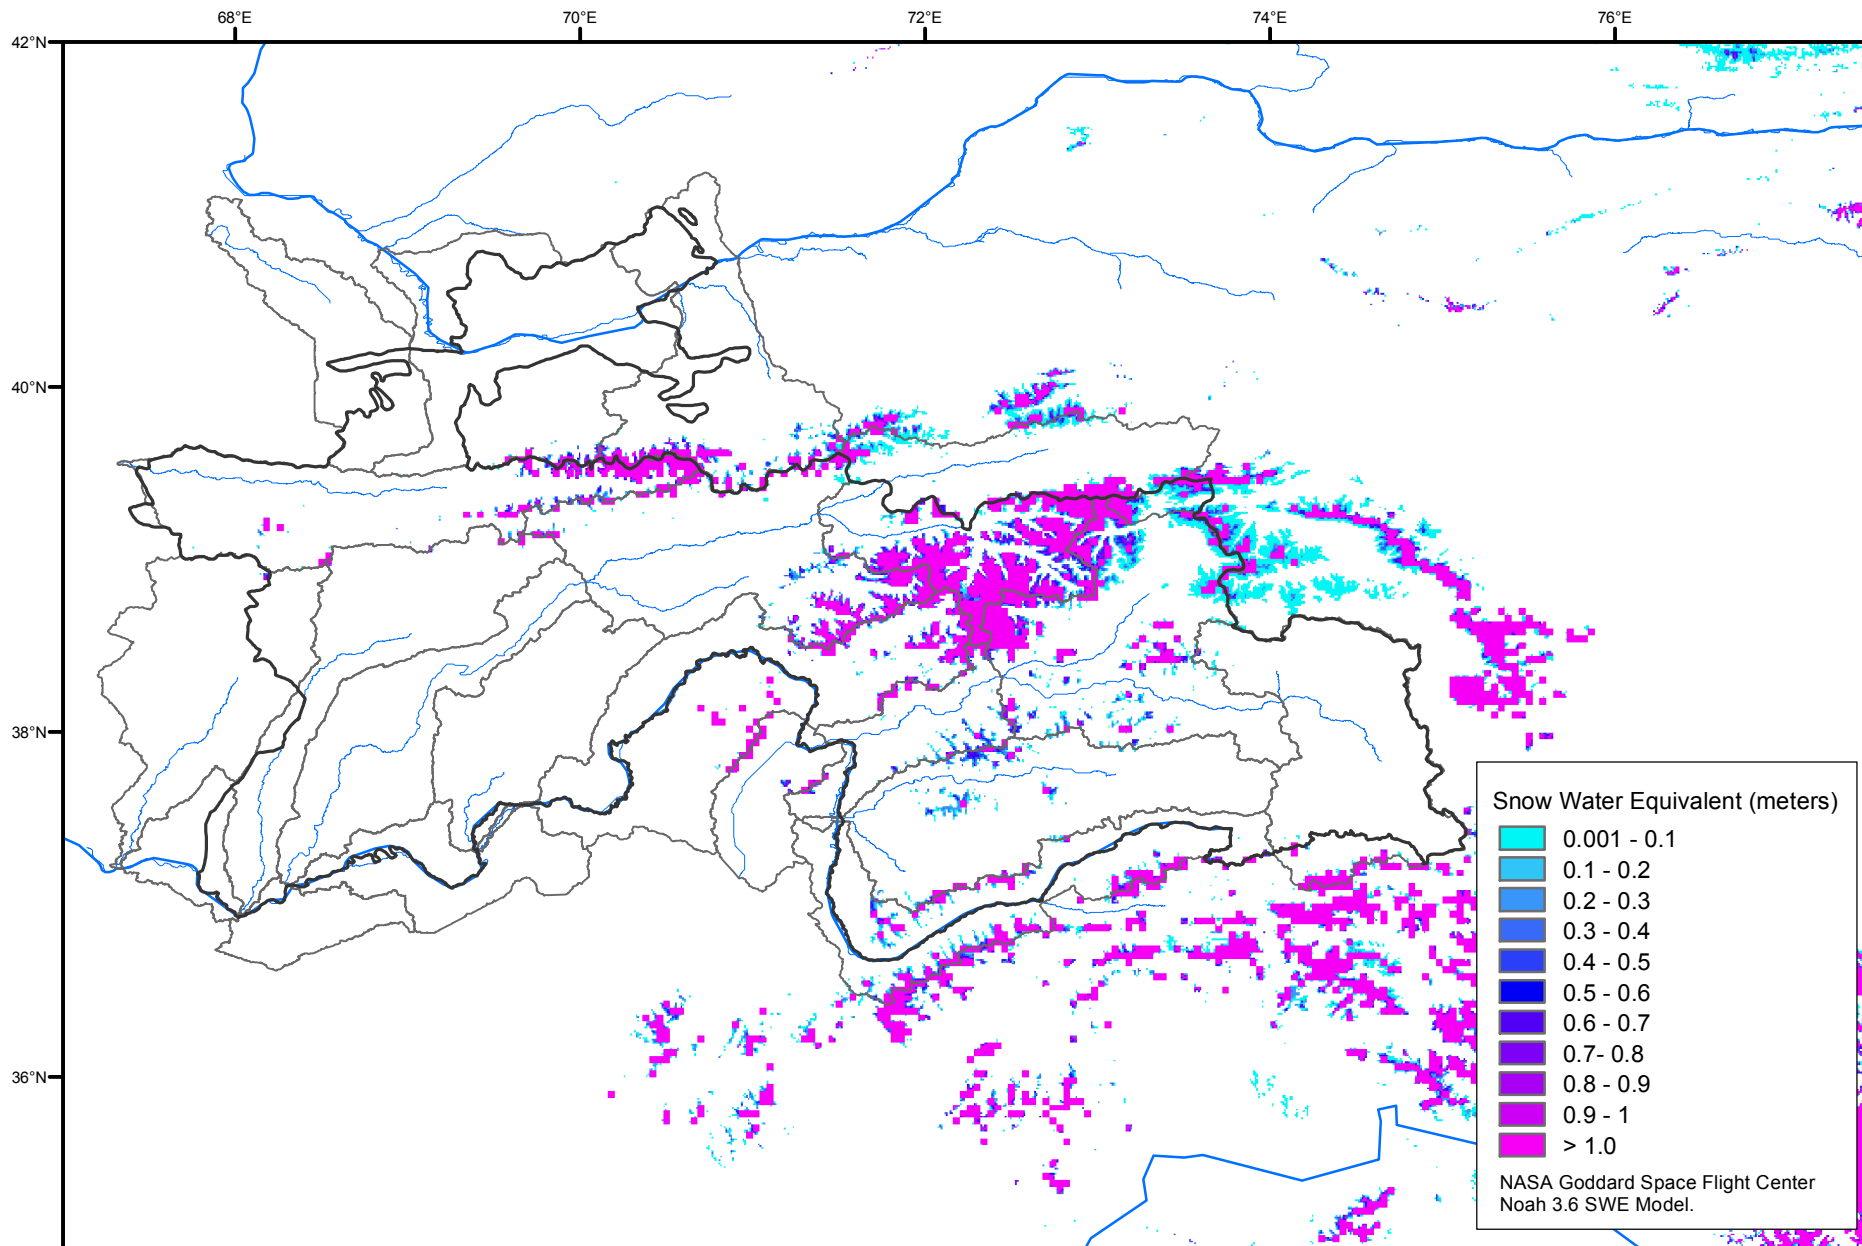 68°E 70°E 72°E 74°E 76°E
42°N
40°N
38°N
36°N
Snow Water Equivalent (meters)
0.001 - 0.1
0.1 - 0.2
0.2 - 0.3
0.3 - 0.4
0.4 - 0.5
0.5 - 0.6
0.6 - 0.7
0.7- 0.8
0.8 - 0.9
0.9 - 1
> 1.0
NASA Goddard Space Flight Center
Noah 3.6 SWE Model.